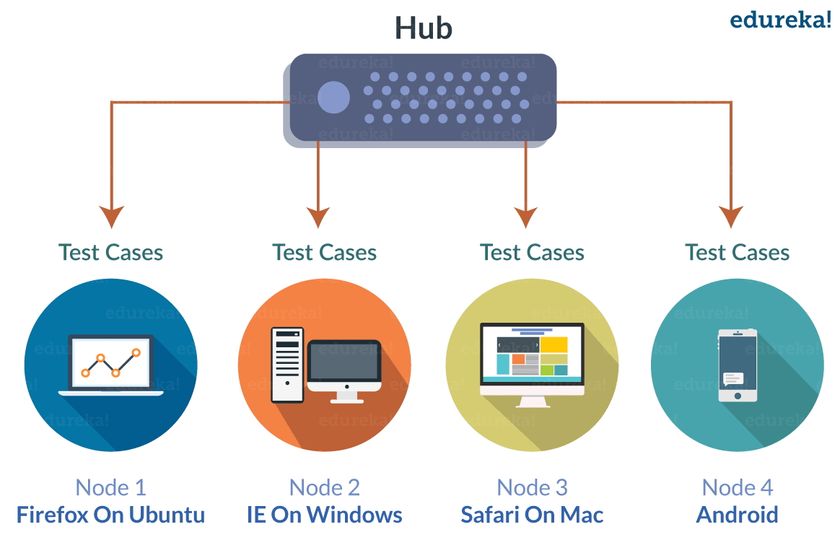 Hub
edureka!
Test Cases
Test Cases
Test Cases
Test Cases
Node 1
Firefox On Ubuntu
Node 2
IE On Windows
Node 3
Safari On Mac
Node 4
Android